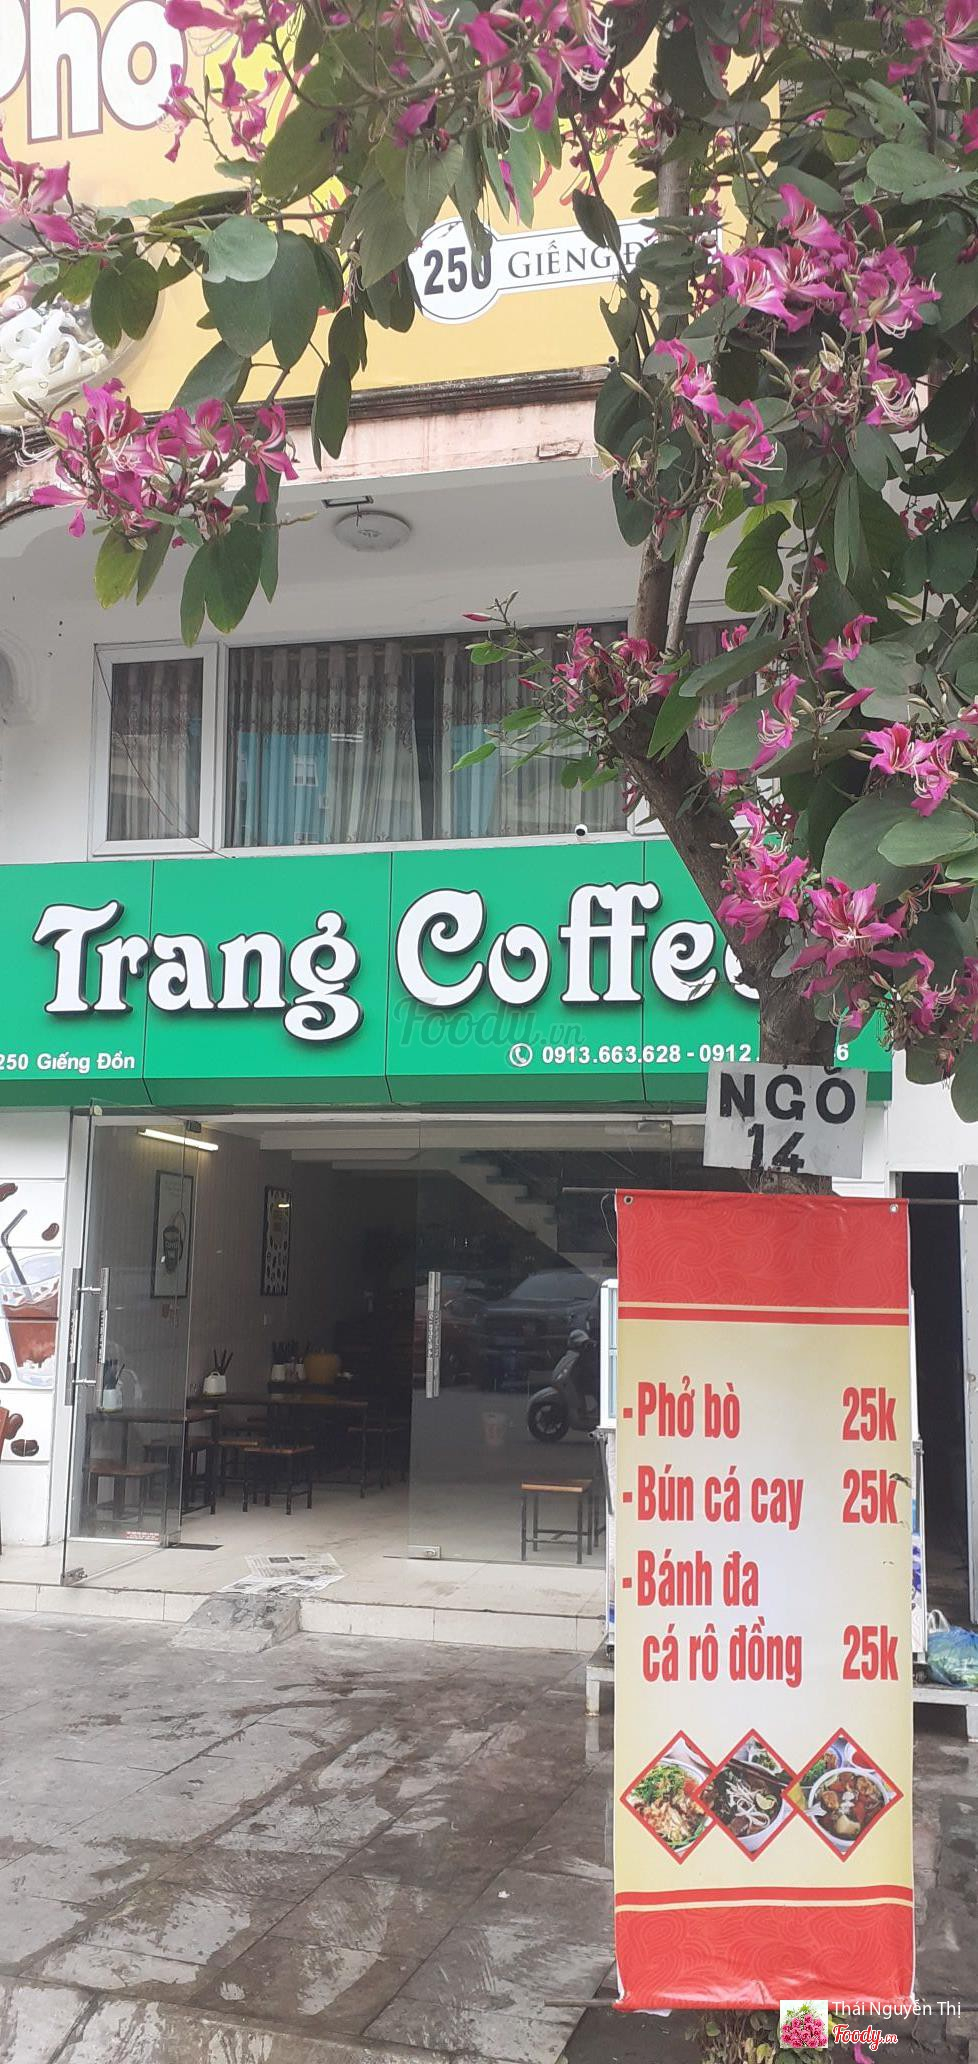 Pho
250 GIẾNG Đ
Trang Coffee
Foody.vn
250 Giếng Đồn
0913.663.628 - 0912
NGÕ
14
-Phở bò 25k
-Bún cá cay 25k
-Bánh đa
cá rô đồng 25k
Thái Nguyễn Thị
Foody.vn